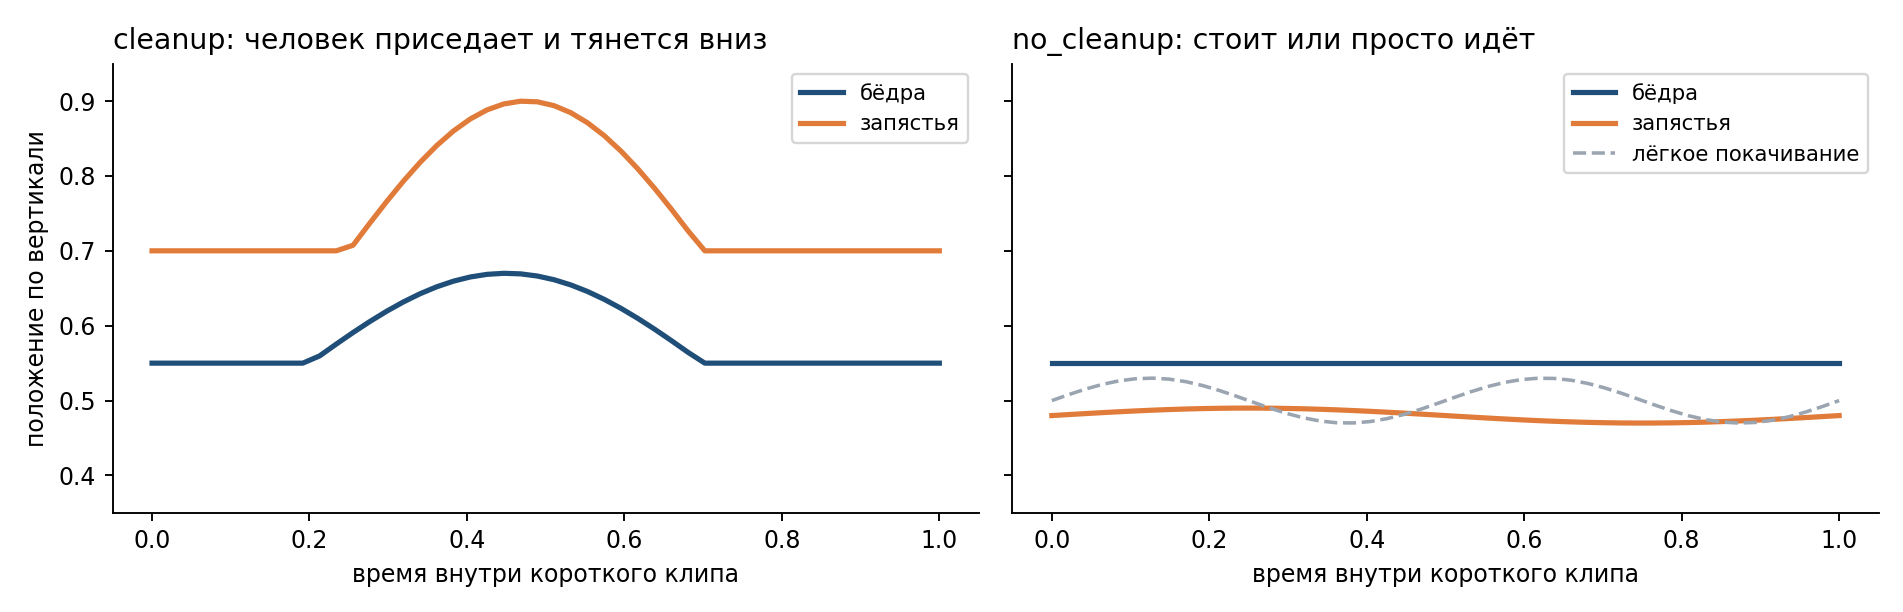 cleanup: человек приседает и тянется вниз
бёдра
запястья
положение по вертикали
0.9
0.8
0.7
0.6
0.5
0.4
0.0 0.2 0.4 0.6 0.8 1.0
время внутри короткого клипа
no_cleanup: стоит или просто идёт
бёдра
запястья
лёгкое покачивание
0.0 0.2 0.4 0.6 0.8 1.0
время внутри короткого клипа